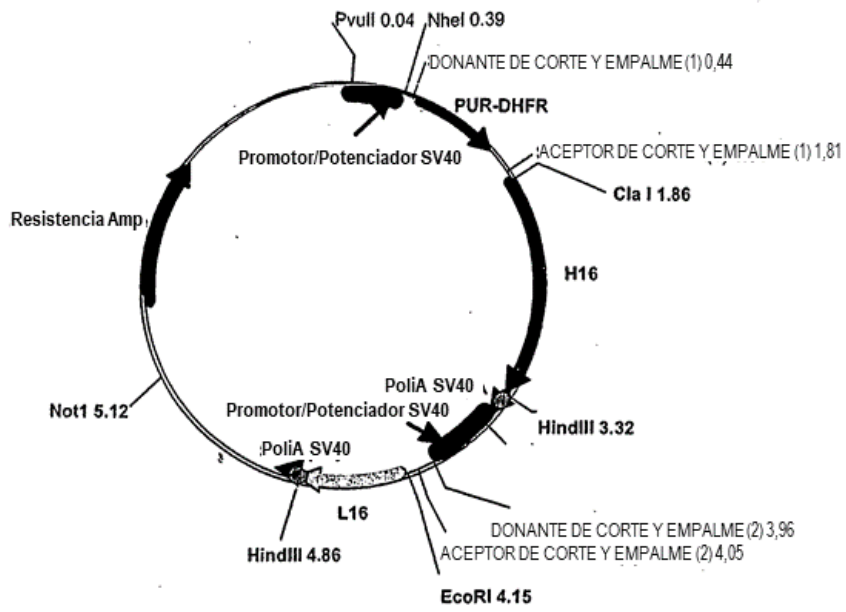 PvuII 0.04
NheI 0.39
DONANTE DE CORTE Y EMPALME (1) 0,44
PUR-DHFR
Promotor/Potenciador SV40
ACEPTOR DE CORTE Y EMPALME (1) 1,81
Cla I 1.86
Resistencia Amp
H16
PoliA SV40
Not1 5.12
Promotor/Potenciador SV40
HindIII 3.32
PoliA SV40
L16
DONANTE DE CORTE Y EMPALME (2) 3,96
HindIII 4.86
ACEPTOR DE CORTE Y EMPALME (2) 4,05
EcoRI 4.15